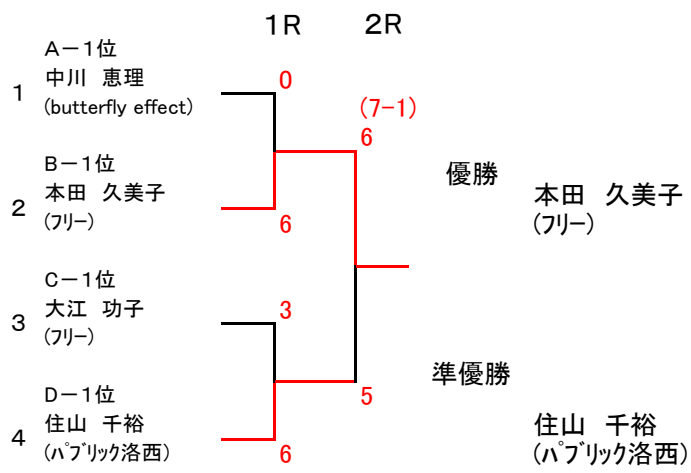 1R 2R
A－1位
1 中川 恵理 0
(butterfly effect)
(7-1)
6
B－1位
優勝
2 本田 久美子
(フリー)
6
本田 久美子
(フリー)
C－1位
3 大江 功子 3
(フリー)
準優勝
D－1位
5
4 住山 千裕
(パブリック洛西)
6
住山 千裕
(パブリック洛西)